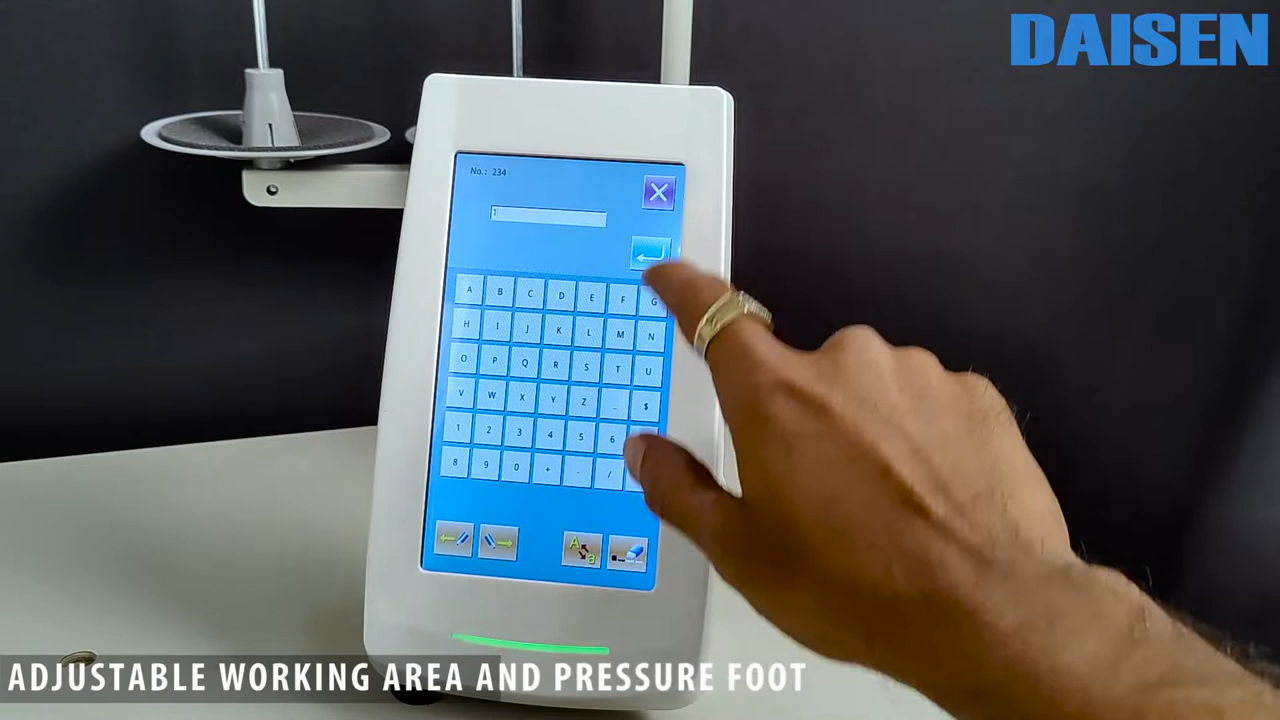 DAISEN
No.: 234
1
A B C D E F G
H I J K L M N
O P Q R S T U
V W X Y Z _ $
1 2 3 4 5 6
8 9 0 + - /
A a
ADJUSTABLE WORKING AREA AND PRESSURE FOOT